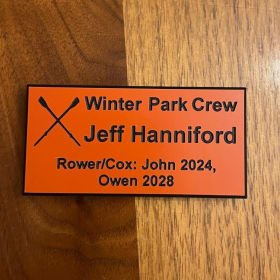 Winter Park Crew
Jeff Hanniford
Rower/Cox: John 2024,
Owen 2028